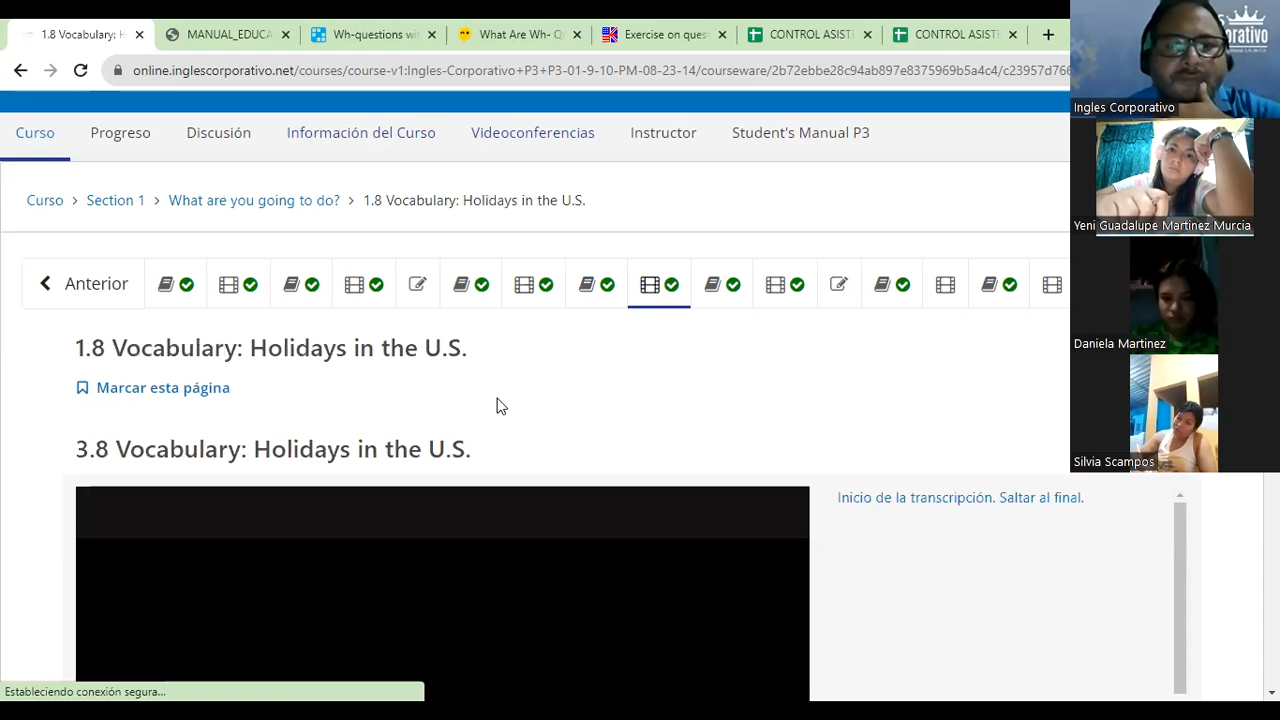 1.8 Vocabulary: H
MANUAL_EDUCA
Wh-questions wi
What Are Wh- Q
Exercise on ques
CONTROL ASIST
CONTROL ASIST
online.inglescorporativo.net/courses/course-v1:Ingles-Corporativo+P3+P3-01-9-10-PM-08-23-14/courseware/2b72ebbe28c94ab897e8375969b5a4c4/c23957d766
Curso
Progreso
Discusión
Información del Curso
Videoconferencias
Instructor
Student's Manual P3
Curso > Section 1 > What are you going to do? > 1.8 Vocabulary: Holidays in the U.S.
Anterior
1.8 Vocabulary: Holidays in the U.S.
Marcar esta página
3.8 Vocabulary: Holidays in the U.S.
Inicio de la transcripción. Saltar al final.
Estableciendo conexión segura...
Ingles Corporativo
Yeni Guadalupe Martinez Murcia
Daniela Martinez
Silvia Scampos